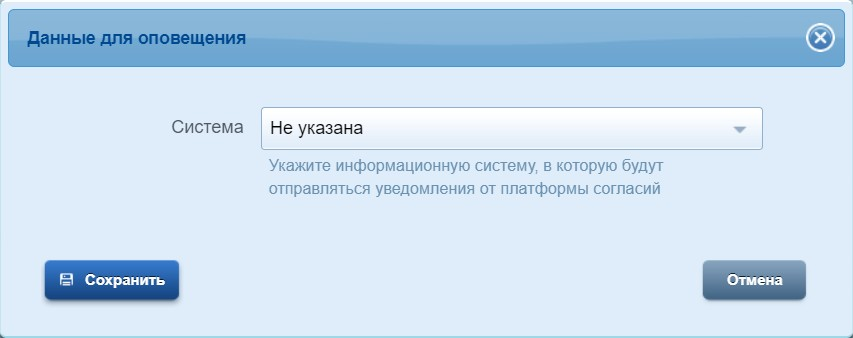 Данные для оповещения
Система
Не указана
Укажите информационную систему, в которую будут
отправляться уведомления от платформы согласий
Сохранить
Отмена